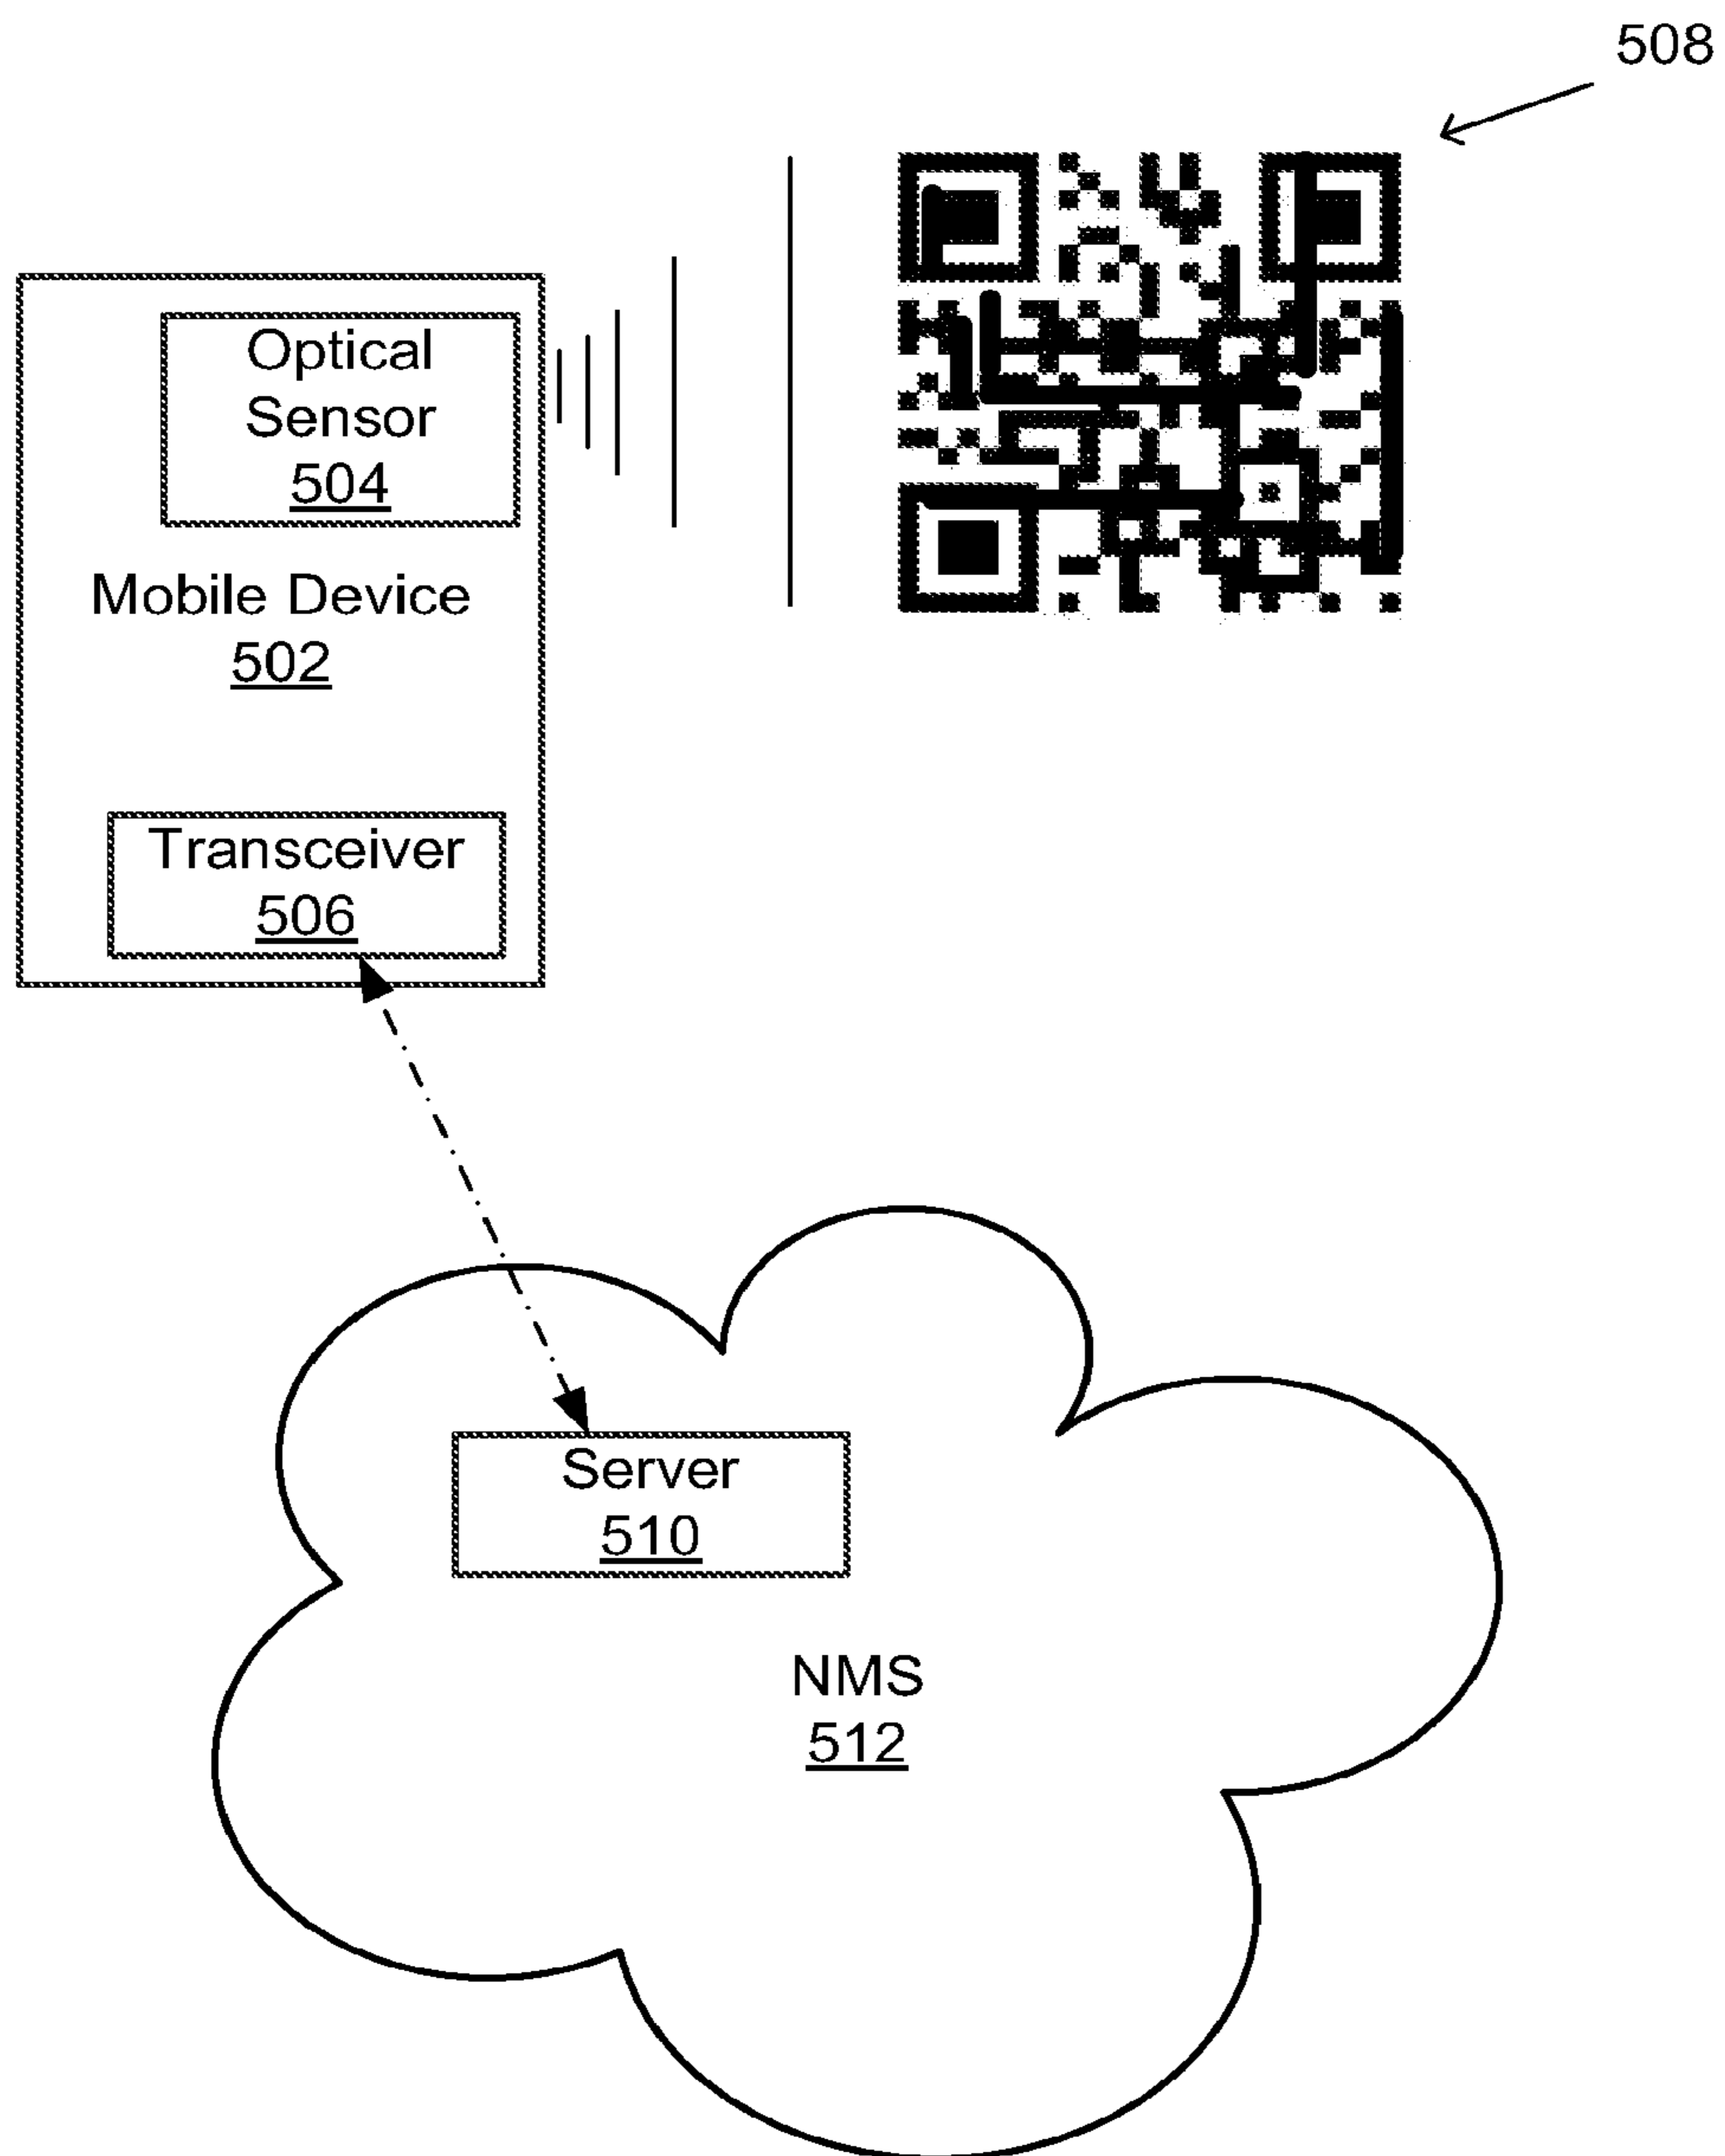 508
Optical
Sensor
504
Mobile Device
502
Transceiver
506
Server
510
NMS
512